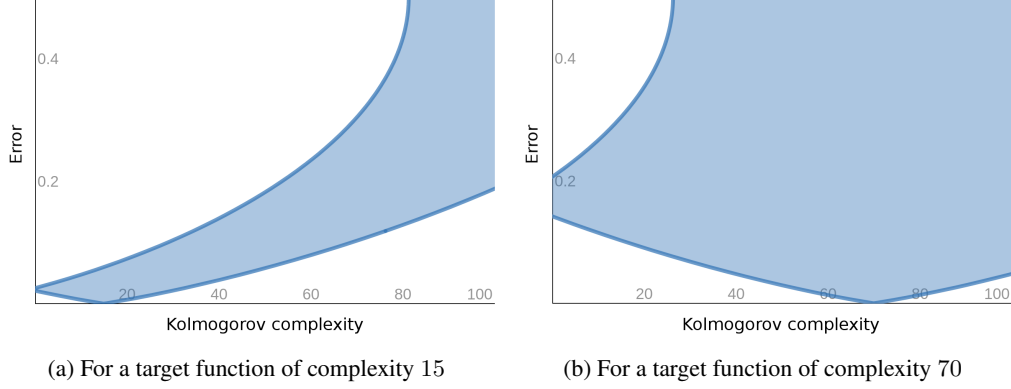 0.4
0.2
Error
20 40 60 80 100
Kolmogorov complexity
(a) For a target function of complexity 15
0.4
0.2
Error
20 40 60 80 100
Kolmogorov complexity
(b) For a target function of complexity 70